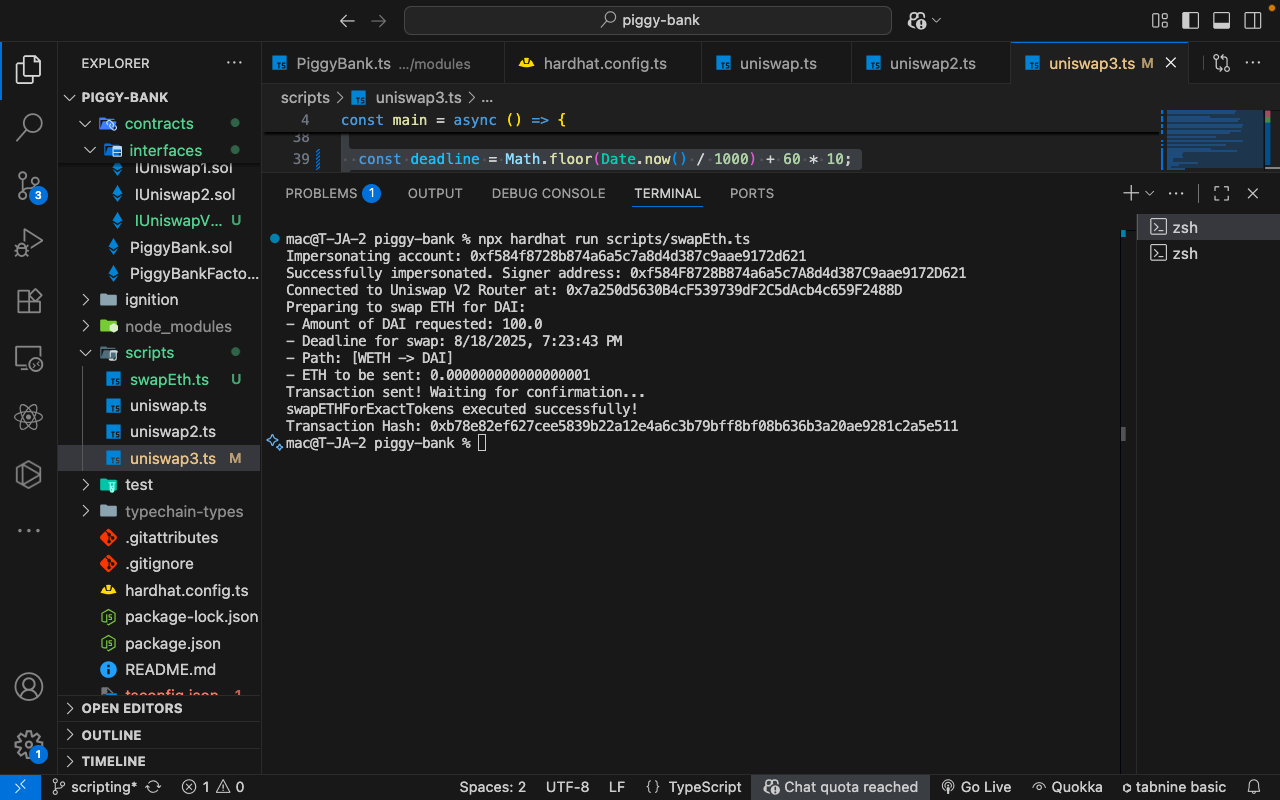 piggy-bank
EXPLORER
PiggyBank.ts .../modules
hardhat.config.ts
uniswap.ts
uniswap2.ts
uniswap3.ts M
PIGGY-BANK
contracts
interfaces
IUniswap1.sol
IUniswap2.sol
IUniswapV... U
PiggyBank.sol
PiggyBankFacto...
ignition
node_modules
scripts
swapEth.ts U
uniswap.ts
uniswap2.ts
uniswap3.ts M
test
typechain-types
.gitattributes
.gitignore
hardhat.config.ts
package-lock.json
package.json
README.md
tsconfig.json 1
OPEN EDITORS
OUTLINE
TIMELINE
3
1
scripts > uniswap3.ts > ...
4 const main = async () => {
38
39 const deadline = Math.floor(Date.now() / 1000) + 60 * 10;
PROBLEMS 1 OUTPUT DEBUG CONSOLE TERMINAL PORTS
zsh
zsh
mac@T-JA-2 piggy-bank % npx hardhat run scripts/swapEth.ts
Impersonating account: 0xf584f8728b874a6a5c7a8d4d387c9aae9172d621
Successfully impersonated. Signer address: 0xf584F8728B874a6a5c7A8d4d387C9aae9172D621
Connected to Uniswap V2 Router at: 0x7a250d5630B4cF539739dF2C5dAcb4c659F2488D
Preparing to swap ETH for DAI:
- Amount of DAI requested: 100.0
- Deadline for swap: 8/18/2025, 7:23:43 PM
- Path: [WETH -> DAI]
- ETH to be sent: 0.000000000000000001
Transaction sent! Waiting for confirmation...
swapETHForExactTokens executed successfully!
Transaction Hash: 0xb78e82ef627cee5839b22a12e4a6c3b79bff8bf08b636b3a20ae9281c2a5e511
mac@T-JA-2 piggy-bank %
scripting* 1 0 Spaces: 2 UTF-8 LF {} TypeScript Chat quota reached Go Live Quokka tabnine basic